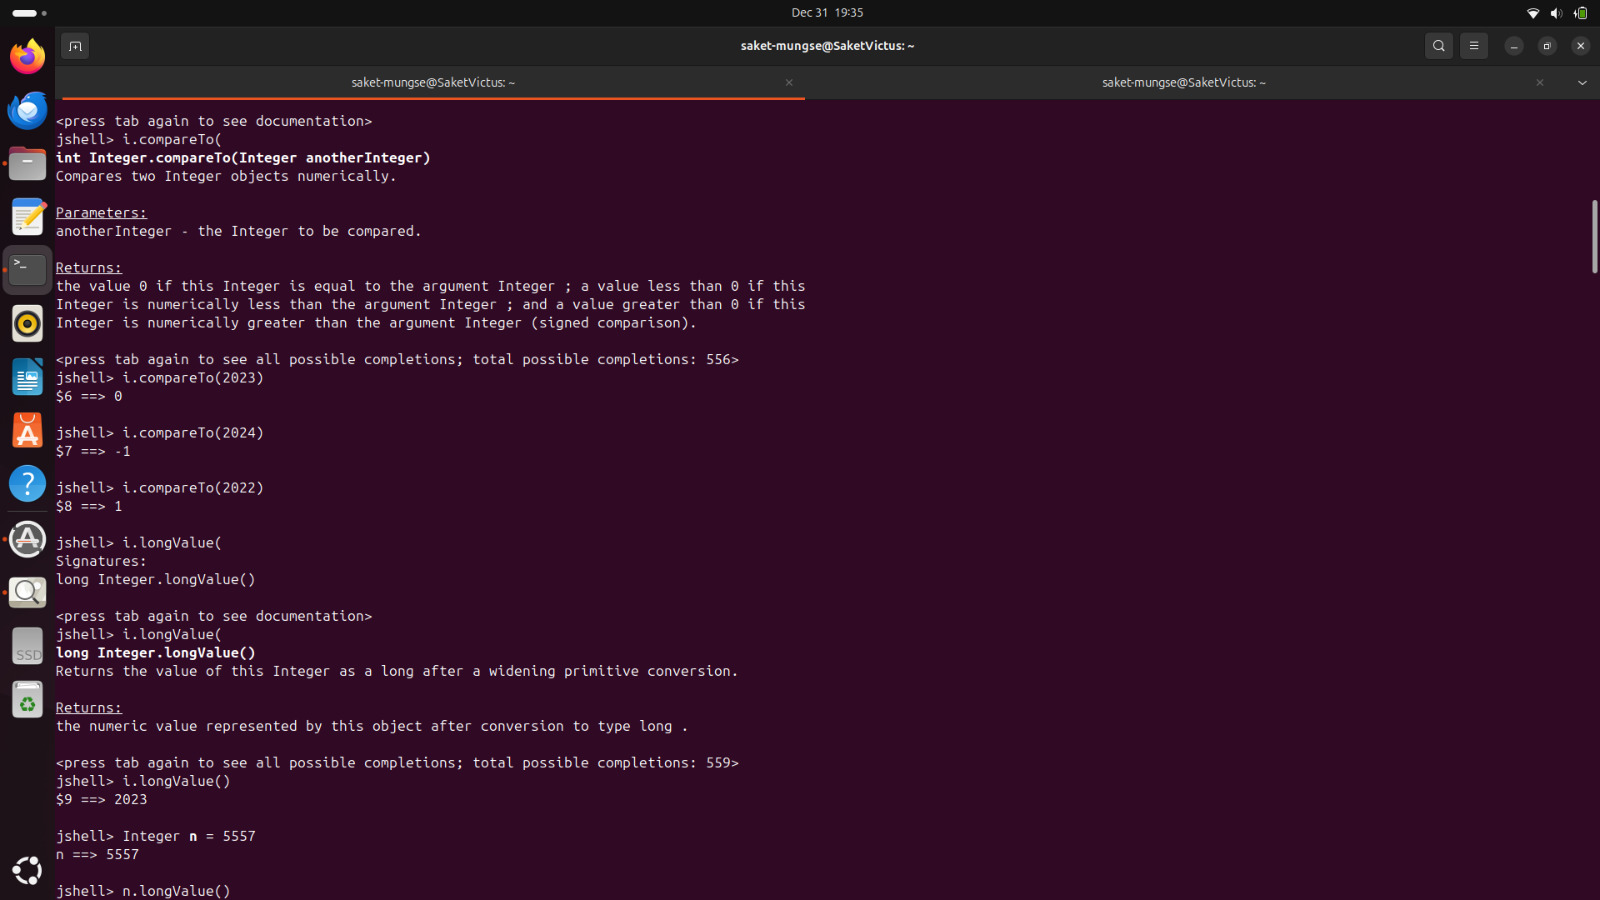 Dec 31 19:35
saket-mungse@SaketVictus: ~
saket-mungse@SaketVictus: ~
saket-mungse@SaketVictus: ~
<press tab again to see documentation>
jshell> i.compareTo(
int Integer.compareTo(Integer anotherInteger)
Compares two Integer objects numerically.
Parameters:
anotherInteger - the Integer to be compared.
Returns:
the value 0 if this Integer is equal to the argument Integer ; a value less than 0 if this
Integer is numerically less than the argument Integer ; and a value greater than 0 if this
Integer is numerically greater than the argument Integer (signed comparison).
<press tab again to see all possible completions; total possible completions: 556>
jshell> i.compareTo(2023)
$6 ==> 0
jshell> i.compareTo(2024)
$7 ==> -1
jshell> i.compareTo(2022)
$8 ==> 1
jshell> i.longValue(
Signatures:
long Integer.longValue()
<press tab again to see documentation>
jshell> i.longValue(
long Integer.longValue()
Returns the value of this Integer as a long after a widening primitive conversion.
Returns:
the numeric value represented by this object after conversion to type long .
<press tab again to see all possible completions; total possible completions: 559>
jshell> i.longValue()
$9 ==> 2023
jshell> Integer n = 5557
n ==> 5557
jshell> n.longValue()
SSD